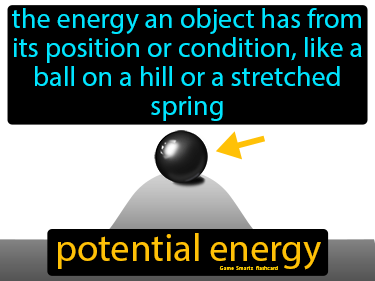 the energy an object has from
its position or condition, like a
ball on a hill or a stretched
spring
potential energy
Game Smartz flashcard